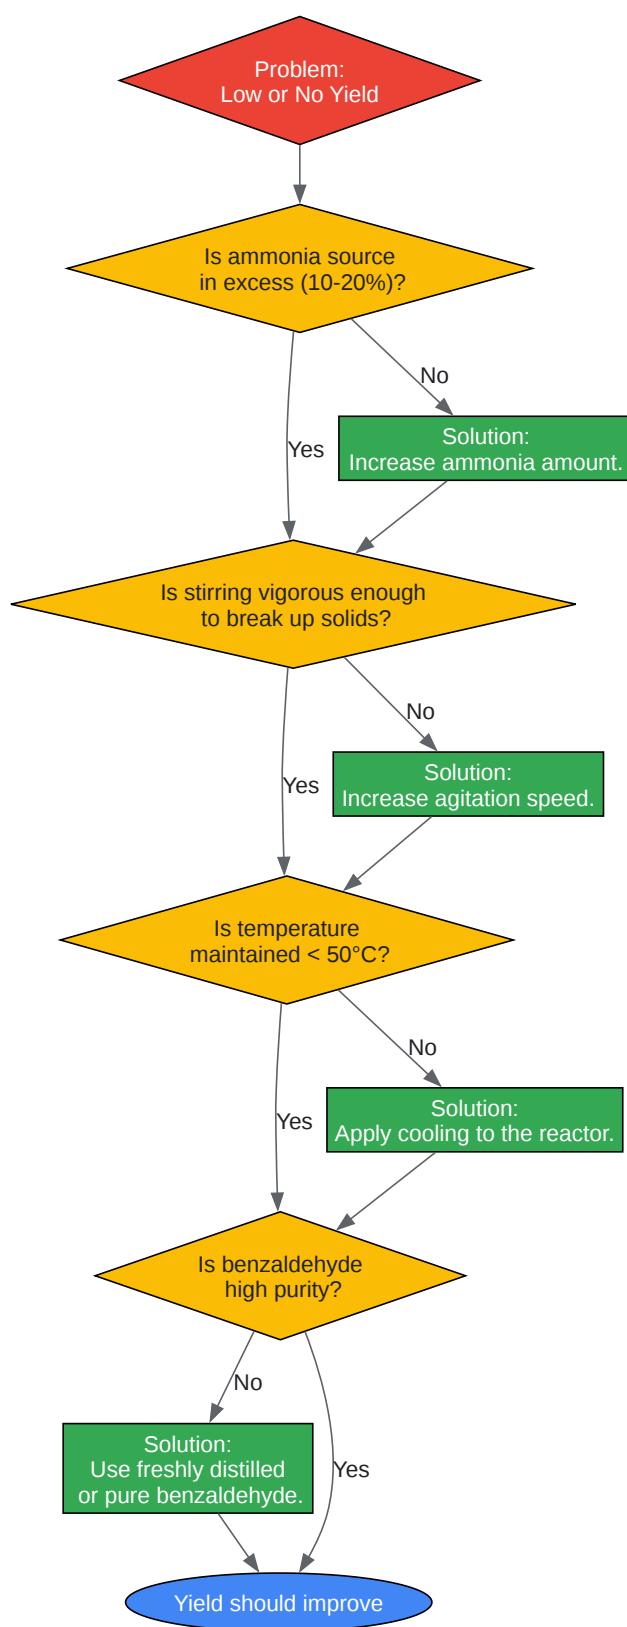 Problem:
Low or No Yield
Is ammonia source
in excess (10-20%)?
No
Solution:
Increase ammonia amount.
Yes
Is stirring vigorous enough
to break up solids?
No
Solution:
Increase agitation speed.
Yes
Is temperature
maintained < 50°C?
No
Solution:
Apply cooling to the reactor.
Yes
Is benzaldehyde
high purity?
No
Solution:
Use freshly distilled
or pure benzaldehyde.
Yes
Yield should improve